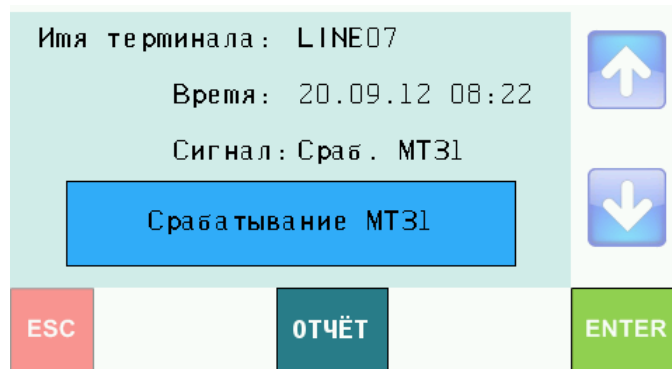 Имя терминала: LINE07
Время: 20.09.12 08:22
Сигнал: Сраб. МТЗ1
Срабатывание МТЗ1
ESC
ОТЧЁТ
ENTER